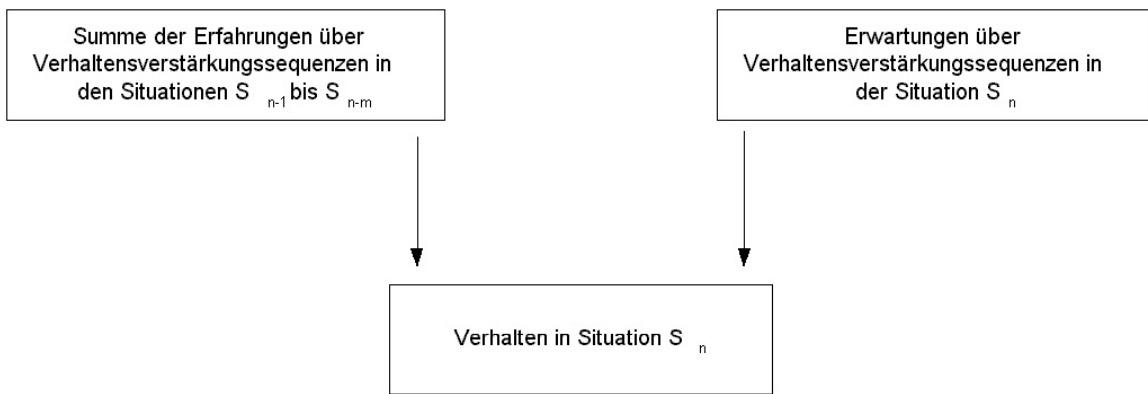 Summe der Erfahrungen über
Verhaltensverstärkungssequenzen in
den Situationen S n-1 bis S n-m
Erwartungen über
Verhaltensverstärkungssequenzen in
der Situation S n
Verhalten in Situation S n